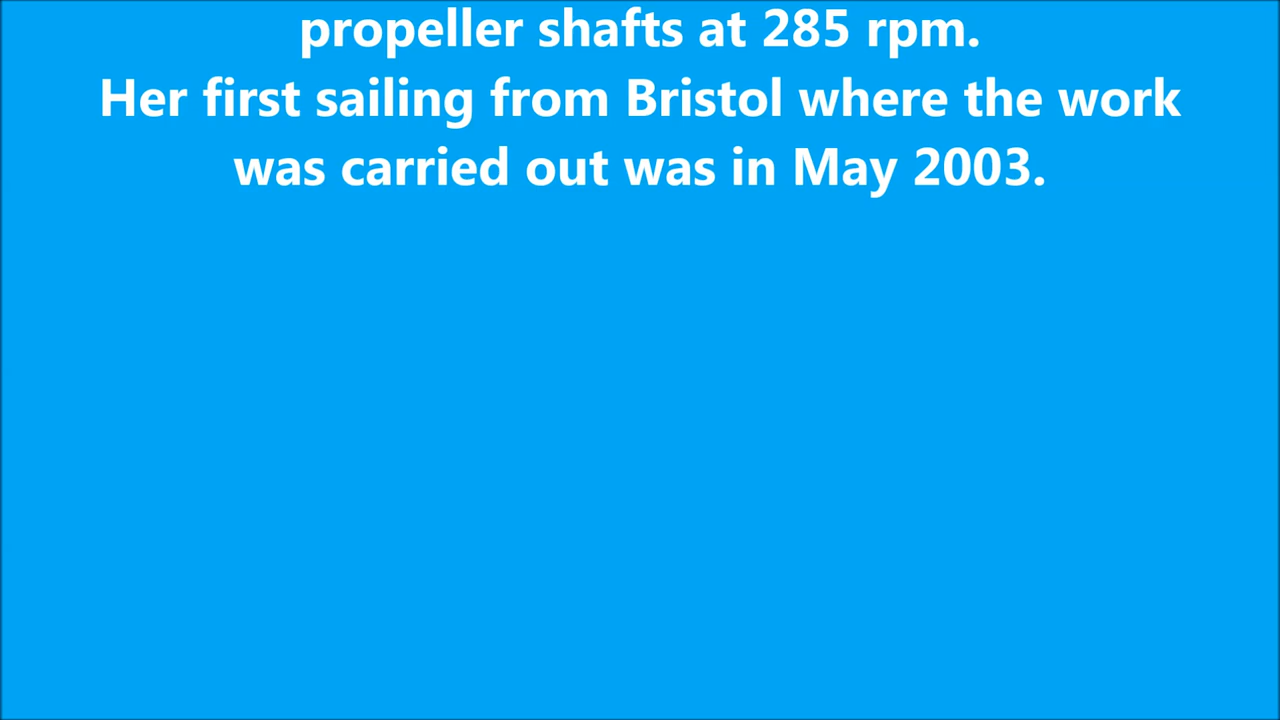 propeller shafts at 285 rpm.
Her first sailing from Bristol where the work
was carried out was in May 2003.